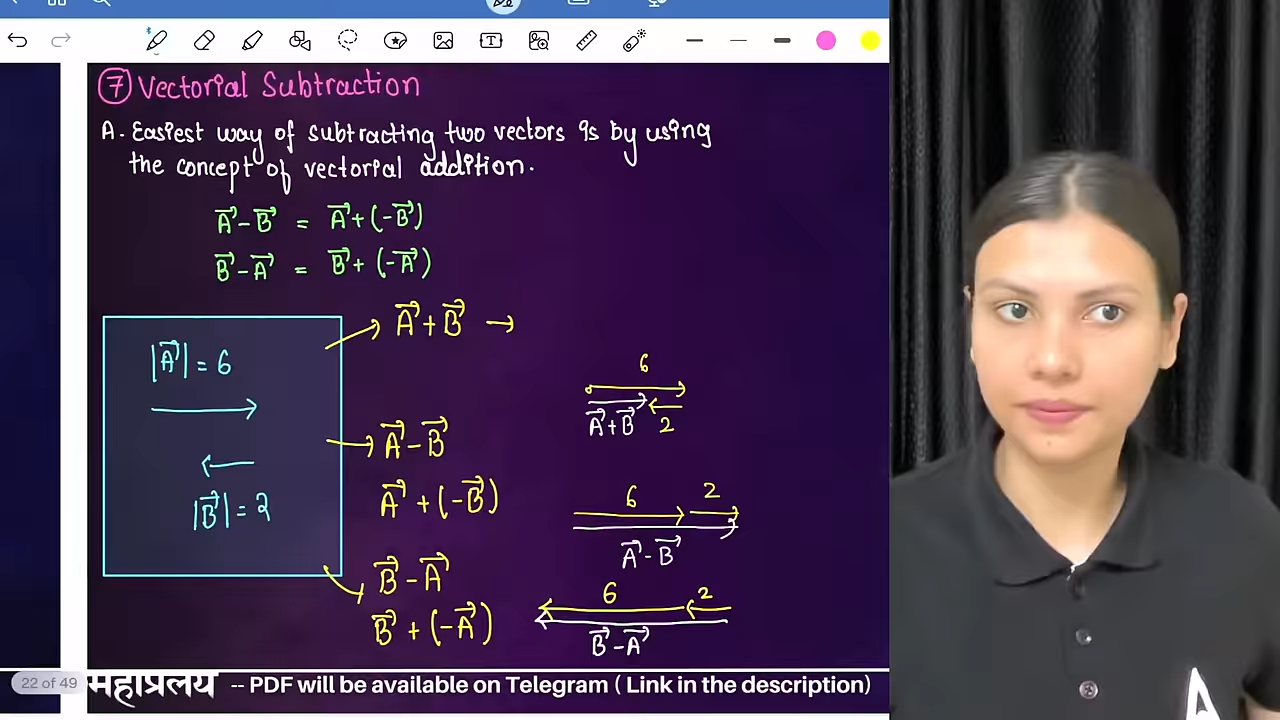 ⑦ Vectorial Subtraction
A. Easiest way of subtracting two vectors is by using
the concept of vectorial addition.
A⃗ - B⃗ = A⃗ + (-B⃗)
B⃗ - A⃗ = B⃗ + (-A⃗)
|A⃗| = 6
|B⃗| = 2
→ A⃗ + B⃗ →
6
A⃗ + B⃗ 2
→ A⃗ - B⃗
A⃗ + (-B⃗)
6 2
A⃗ - B⃗
B⃗ - A⃗
B⃗ + (-A⃗)
6 2
B⃗ - A⃗
22 of 49
महाप्रलय -- PDF will be available on Telegram ( Link in the description)